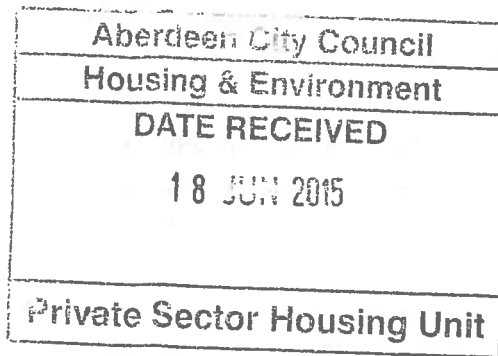 Aberdeen City Council
Housing & Environment
DATE RECEIVED
18 JUN 2015
Private Sector Housing Unit